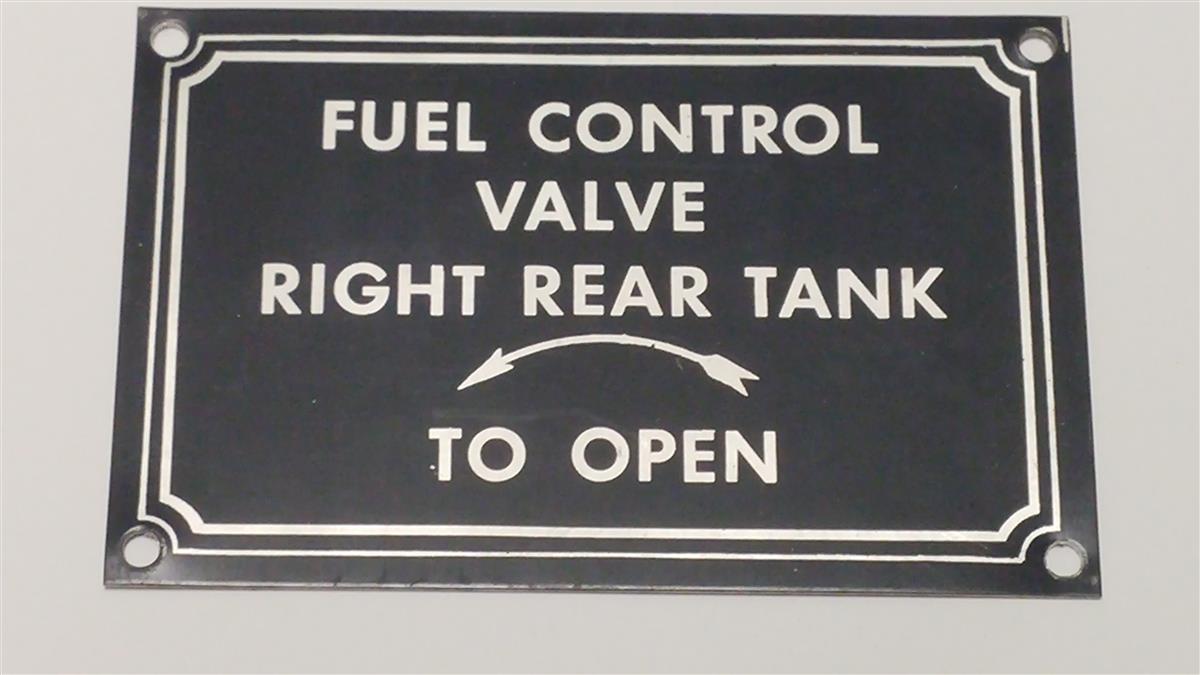 FUEL CONTROL
VALVE
RIGHT REAR TANK
TO OPEN